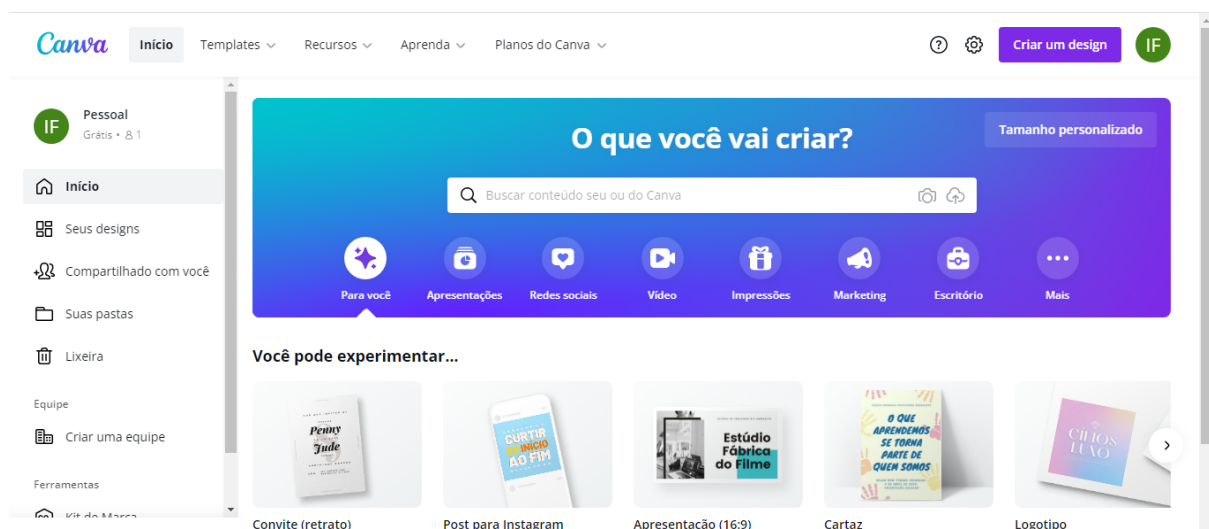 Canva
Início
Templates
Recursos
Aprenda
Planos do Canva
Criar um design
IF
IF
Pessoal
Grátis • 1
Início
Seus designs
Compartilhado com você
Suas pastas
Lixeira
Equipe
Criar uma equipe
Ferramentas
Kit de Marca
O que você vai criar?
Tamanho personalizado
Buscar conteúdo seu ou do Canva
Para você
Apresentações
Redes sociais
Vídeo
Impressões
Marketing
Escritório
Mais
Você pode experimentar...
Penny
Jude
CURTIR
DO INÍCIO
AO FIM
Estúdio
Fábrica
do Filme
O QUE
APRENDEMOS
SE TORNA
PARTE DE
QUEM SOMOS
CÍLIOS
LUXO
Convite (retrato)
Post para Instagram
Apresentação (16:9)
Cartaz
Logotipo